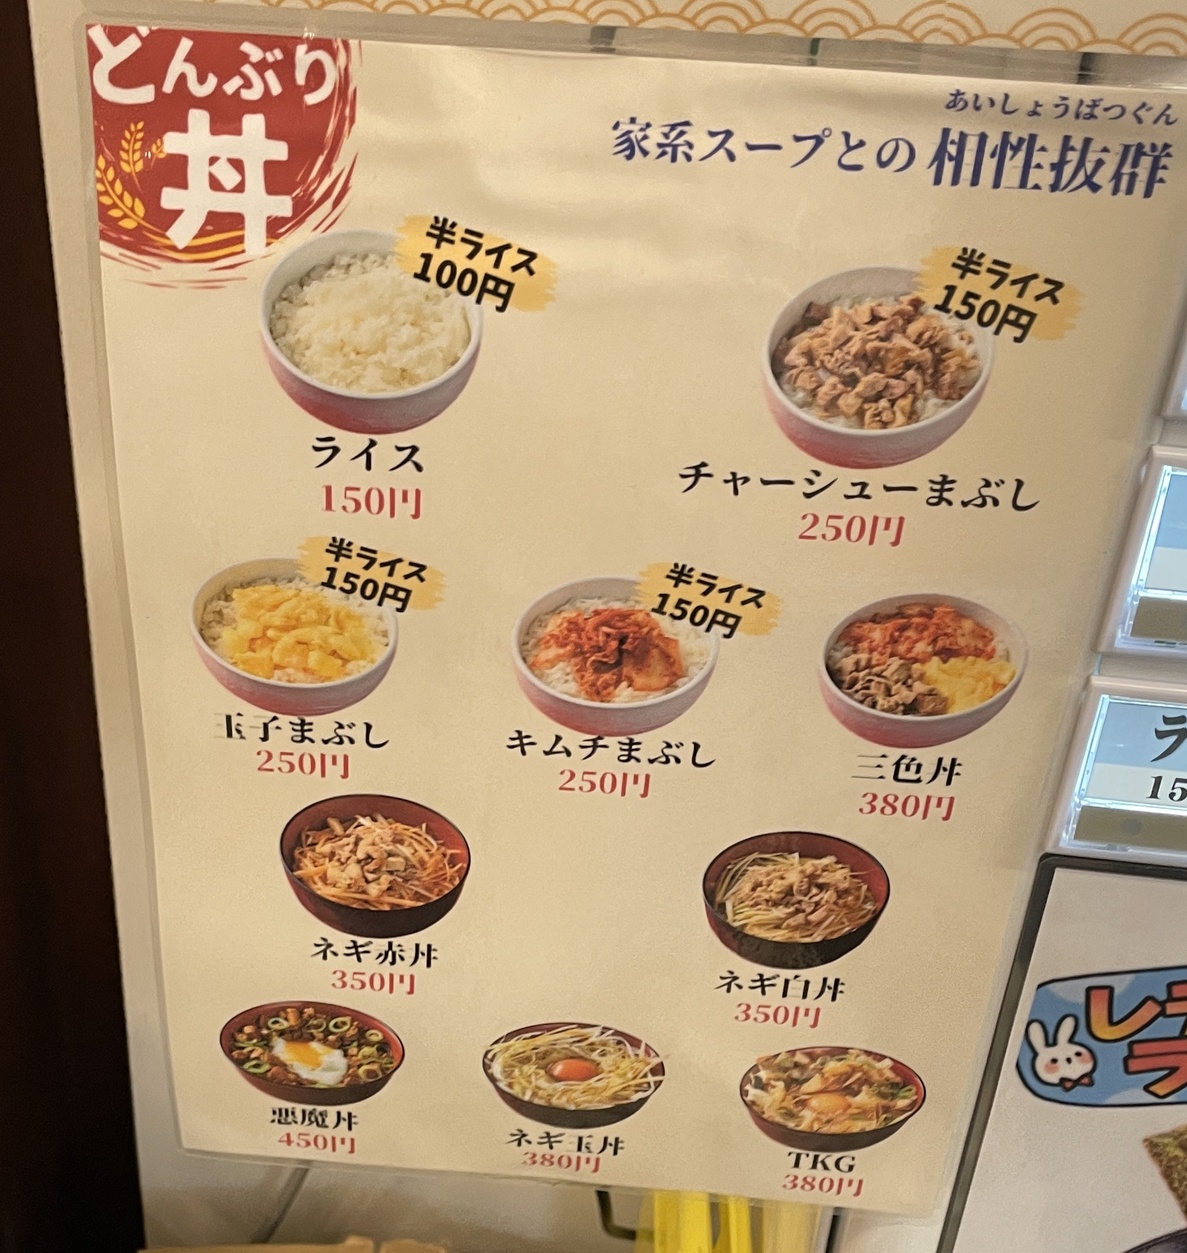 どんぶり
丼
あいしょうばつぐん
家系スープとの相性抜群
半ライス
100円
ライス
150円
半ライス
150円
チャーシューまぶし
250円
半ライス
150円
玉子まぶし
250円
半ライス
150円
キムチまぶし
250円
三色丼
380円
ネギ赤丼
350円
ネギ白丼
350円
悪魔丼
450円
ネギ玉丼
380円
TKG
380円
ラ
15
レ
ラ